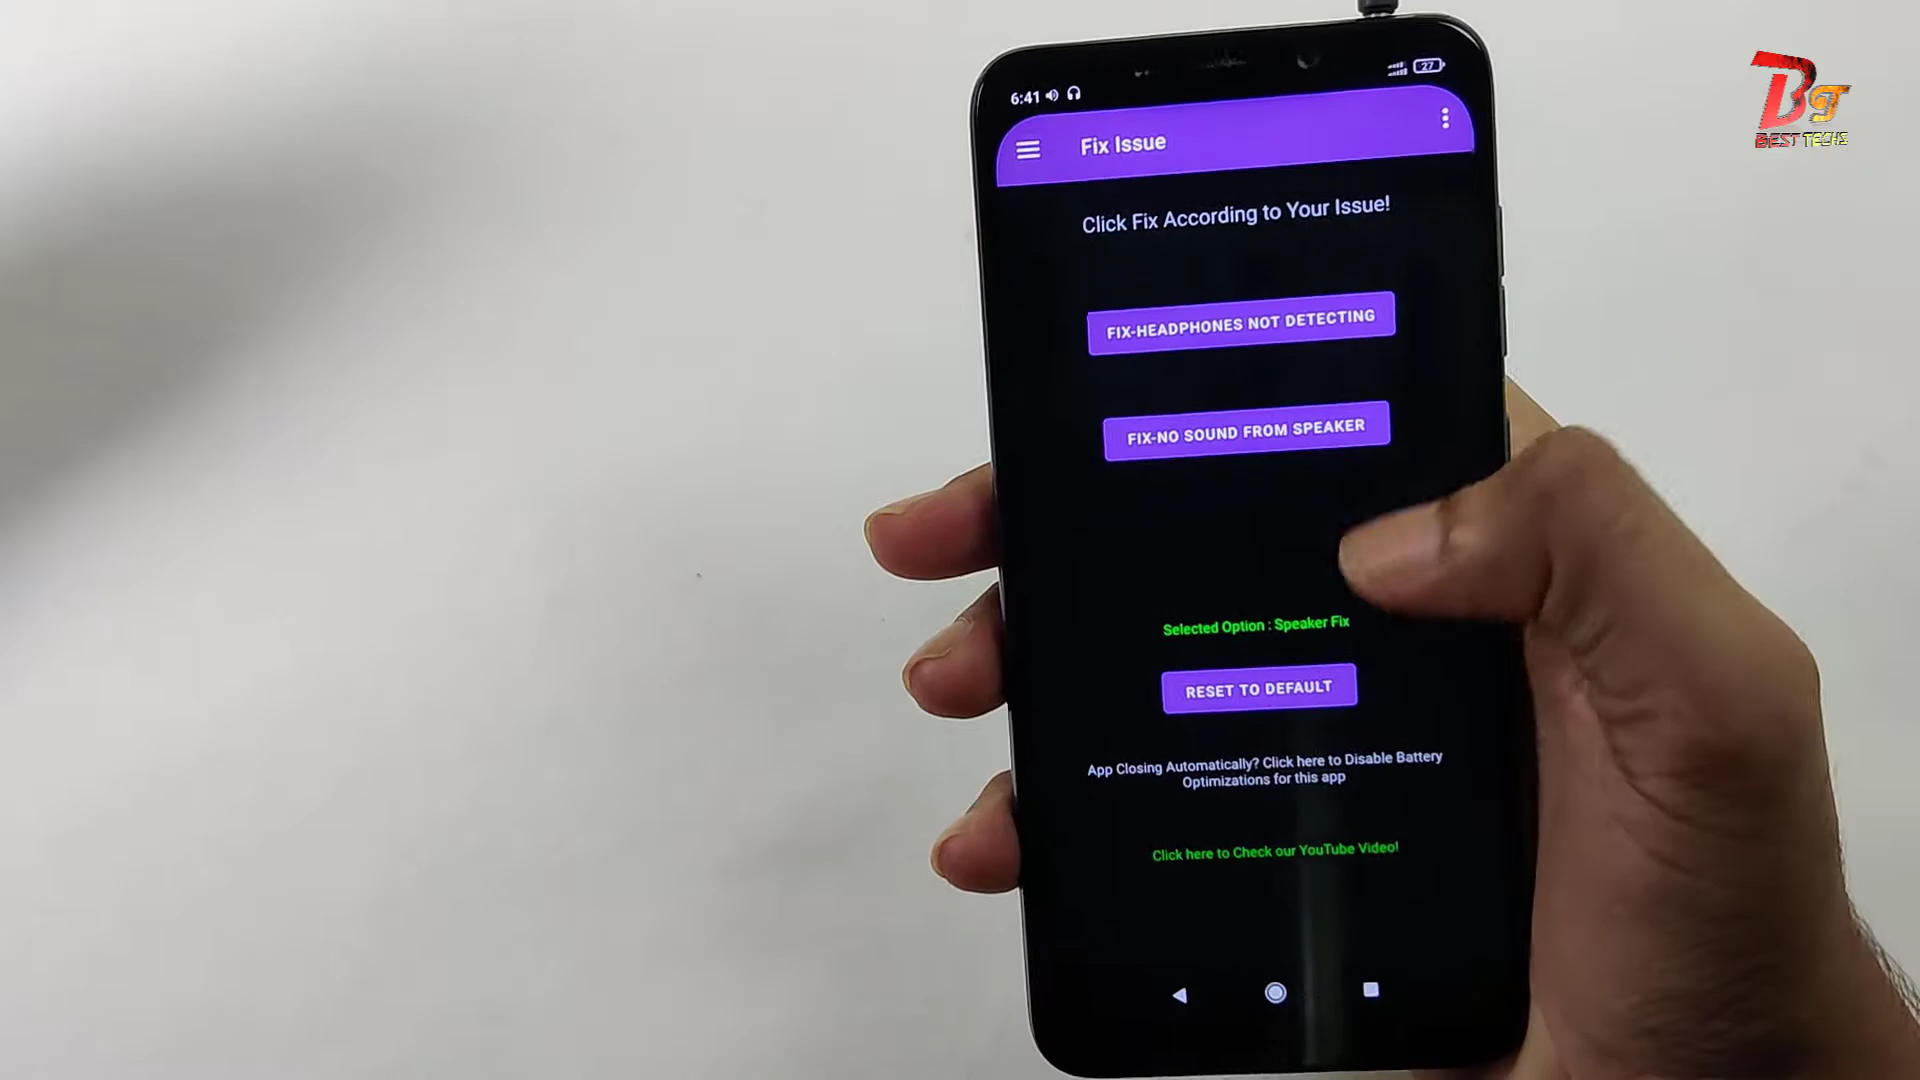 6:41
27
Fix Issue
Click Fix According to Your Issue!
FIX-HEADPHONES NOT DETECTING
FIX-NO SOUND FROM SPEAKER
Selected Option : Speaker Fix
RESET TO DEFAULT
App Closing Automatically? Click here to Disable Battery
Optimizations for this app
Click here to Check our YouTube Video!
BT
BEST TECHS